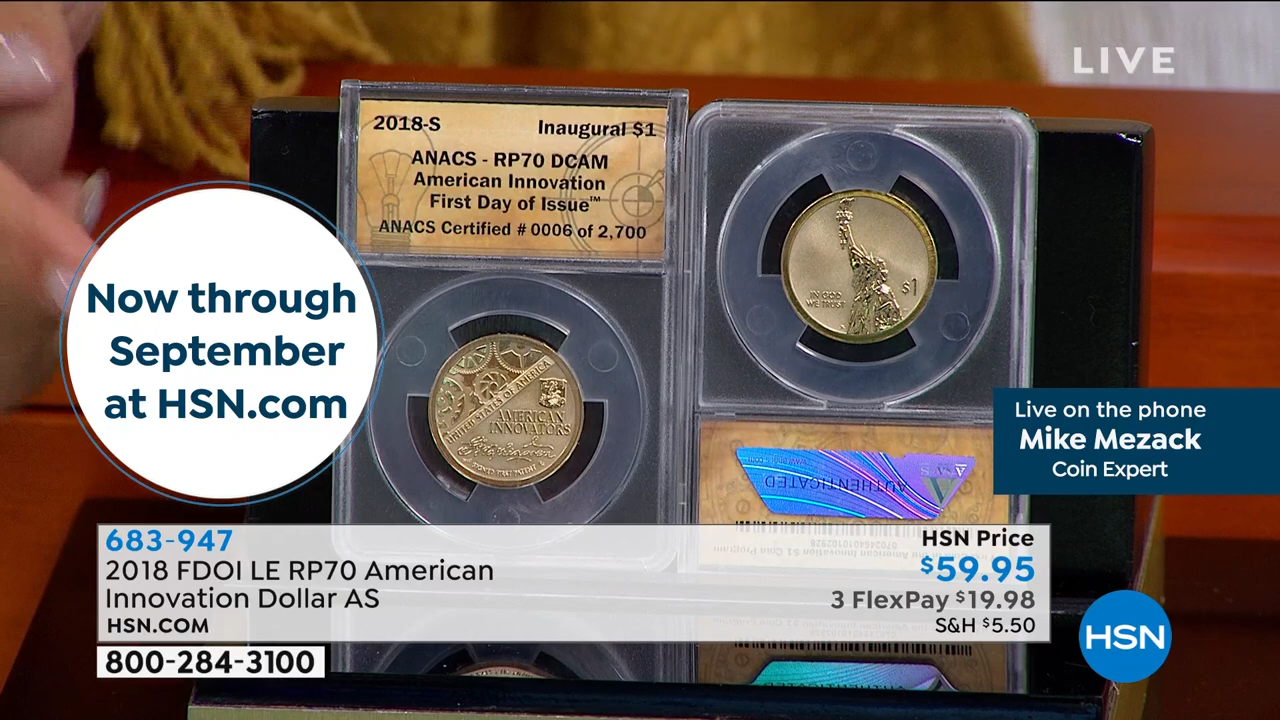 LIVE
2018-S Inaugural $1
ANACS - RP70 DCAM
American Innovation
First Day of Issue™
ANACS Certified # 0006 of 2,700
IN GOD
WE TRUST
$1
UNITED STATES OF AMERICA
AMERICAN
INNOVATORS
SIGNED FIRST PATENT
AUTHENTICATED
Now through
September
at HSN.com
Live on the phone
Mike Mezack
Coin Expert
683-947
2018 FDOI LE RP70 American
Innovation Dollar AS
HSN.COM
800-284-3100
HSN Price
$59.95
3 FlexPay $19.98
S&H $5.50
HSN